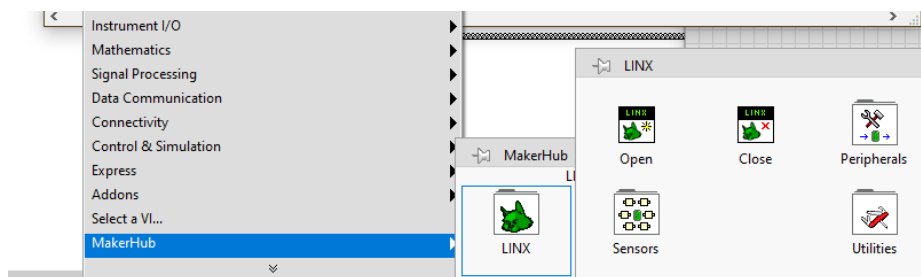 Instrument I/O
Mathematics
Signal Processing
Data Communication
Connectivity
Control & Simulation
Express
Addons
Select a VI...
MakerHub
MakerHub
LI
LINX
LINX
LINX
LINX
Open
Close
Peripherals
Sensors
Utilities